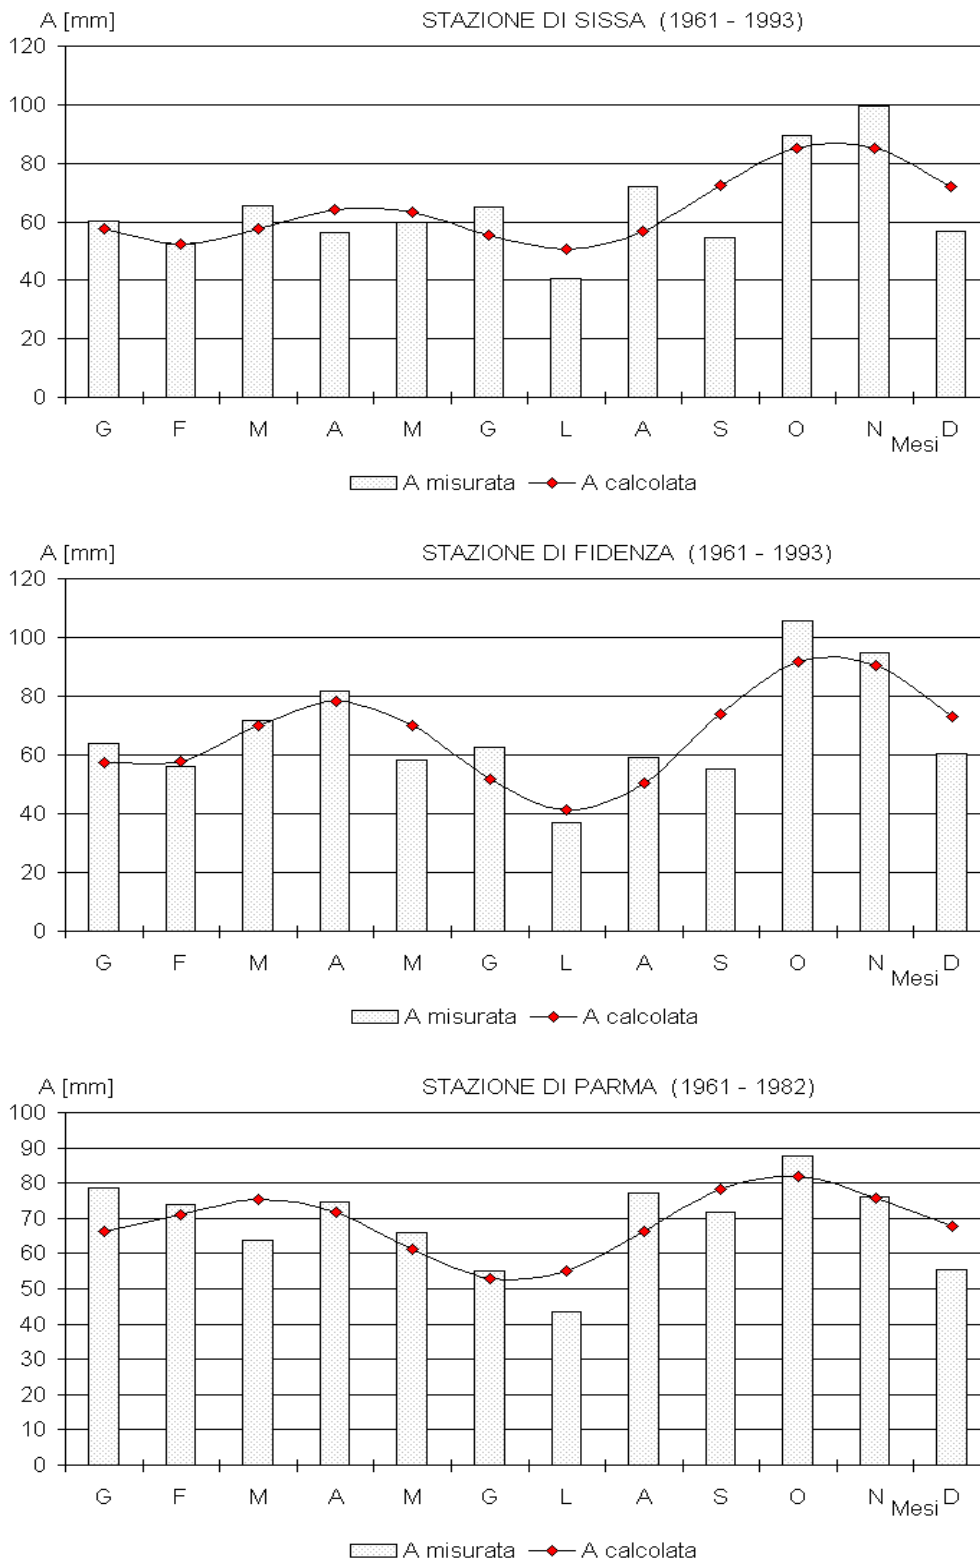 A [mm] STAZIONE DI SISSA (1961 - 1993)
120
100
80
60
40
20
0
G F M A M G L A S O N D
Mesi
A misurata A calcolata
A [mm] STAZIONE DI FIDENZA (1961 - 1993)
120
100
80
60
40
20
0
G F M A M G L A S O N D
Mesi
A misurata A calcolata
A [mm] STAZIONE DI PARMA (1961 - 1982)
100
90
80
70
60
50
40
30
20
10
0
G F M A M G L A S O N D
Mesi
A misurata A calcolata